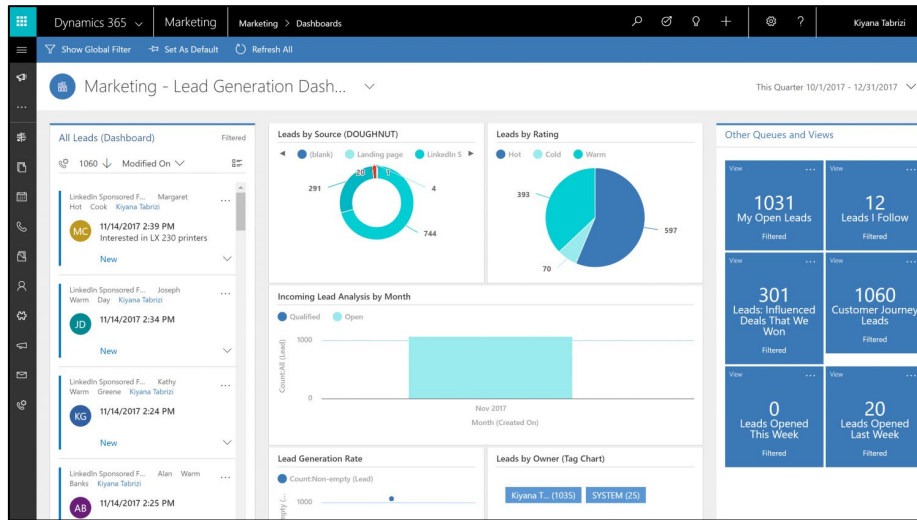 Dynamics 365
Marketing
Marketing > Dashboards
Kiyana Tabrizi
Show Global Filter
Set As Default
Refresh All
Marketing - Lead Generation Dash...
This Quarter 10/1/2017 - 12/31/2017
All Leads (Dashboard)
Filtered
1060
Modified On
LinkedIn Sponsored F... Margaret
Hot Cook Kiyana Tabrizi
...
MC
11/14/2017 2:39 PM
Interested in LX 230 printers
New
LinkedIn Sponsored F... Joseph
Warm Day Kiyana Tabrizi
...
JD
11/14/2017 2:34 PM
New
LinkedIn Sponsored F... Kathy
Warm Greene Kiyana Tabrizi
...
KG
11/14/2017 2:24 PM
New
LinkedIn Sponsored F... Alan Warm
Banks Kiyana Tabrizi
...
AB
11/14/2017 2:25 PM
Leads by Source (DOUGHNUT)
(blank) Landing page LinkedIn S
20
1
291
4
744
Leads by Rating
Hot Cold Warm
393
597
70
Incoming Lead Analysis by Month
Qualified Open
Count:All (Lead)
1000
0
Nov 2017
Month (Created On)
Lead Generation Rate
Count:Non-empty (Lead)
1000
Leads by Owner (Tag Chart)
Kiyana T... (1035) SYSTEM (25)
Other Queues and Views
View ...
1031
My Open Leads
Filtered
View ...
12
Leads I Follow
Filtered
View ...
301
Leads: Influenced
Deals That We
Won
Filtered
View ...
1060
Customer Journey
Leads
Filtered
View ...
0
Leads Opened
This Week
Filtered
View ...
20
Leads Opened
Last Week
Filtered